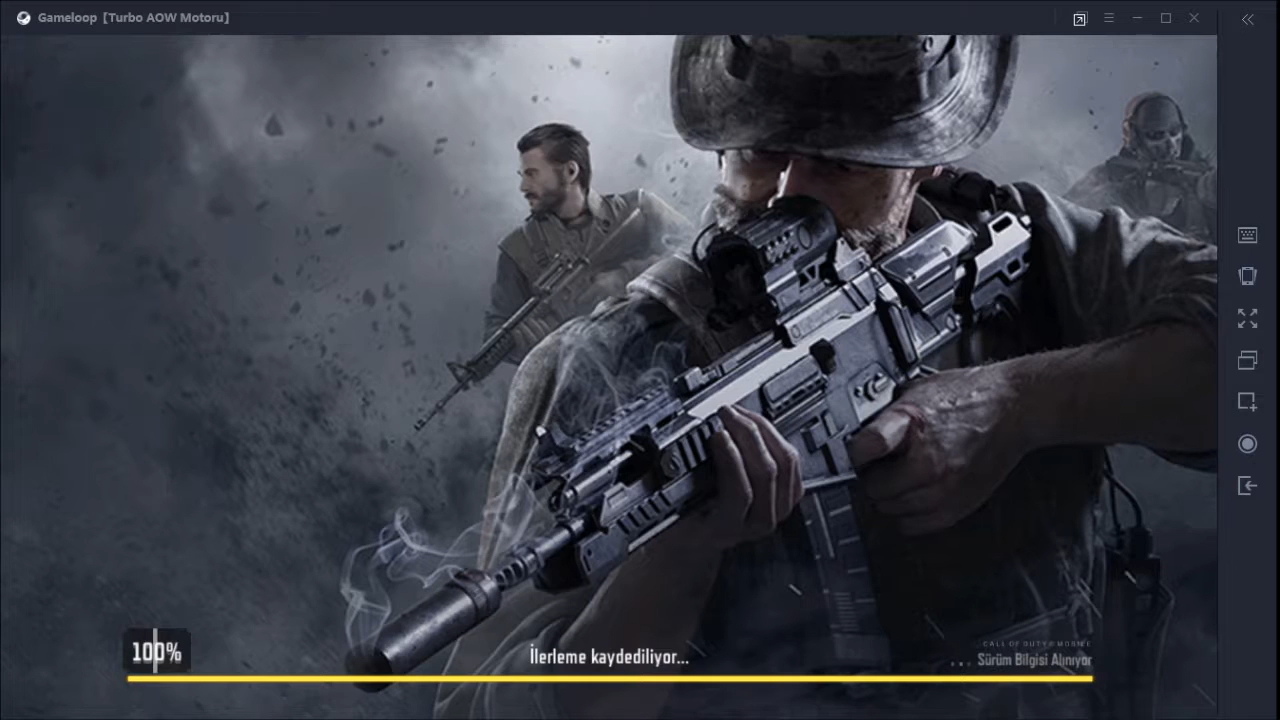 Gameloop [Turbo AOW Motoru]
100%
İlerleme kaydediliyor...
CALL OF DUTY MOBILE
Sürüm Bilgisi Alınıyor